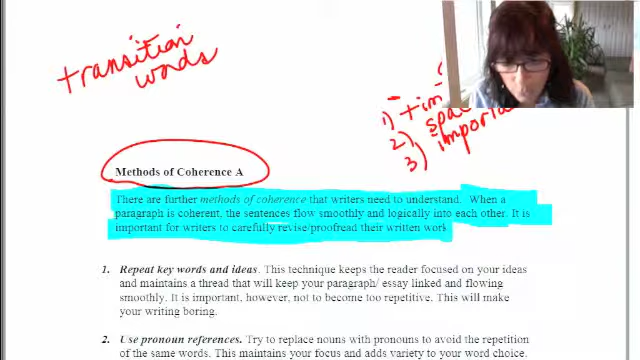 transition
words
1) tim
2) spa
3) importa
Methods of Coherence A
There are further methods of coherence that writers need to understand. When a
paragraph is coherent, the sentences flow smoothly and logically into each other. It is
important for writers to carefully revise/proofread their written work
1. Repeat key words and ideas. This technique keeps the reader focused on your ideas
and maintains a thread that will keep your paragraph/ essay linked and flowing
smoothly. It is important, however, not to become too repetitive. This will make
your writing boring.
2. Use pronoun references. Try to replace nouns with pronouns to avoid the repetition
of the same words. This maintains your focus and adds variety to your word choice.